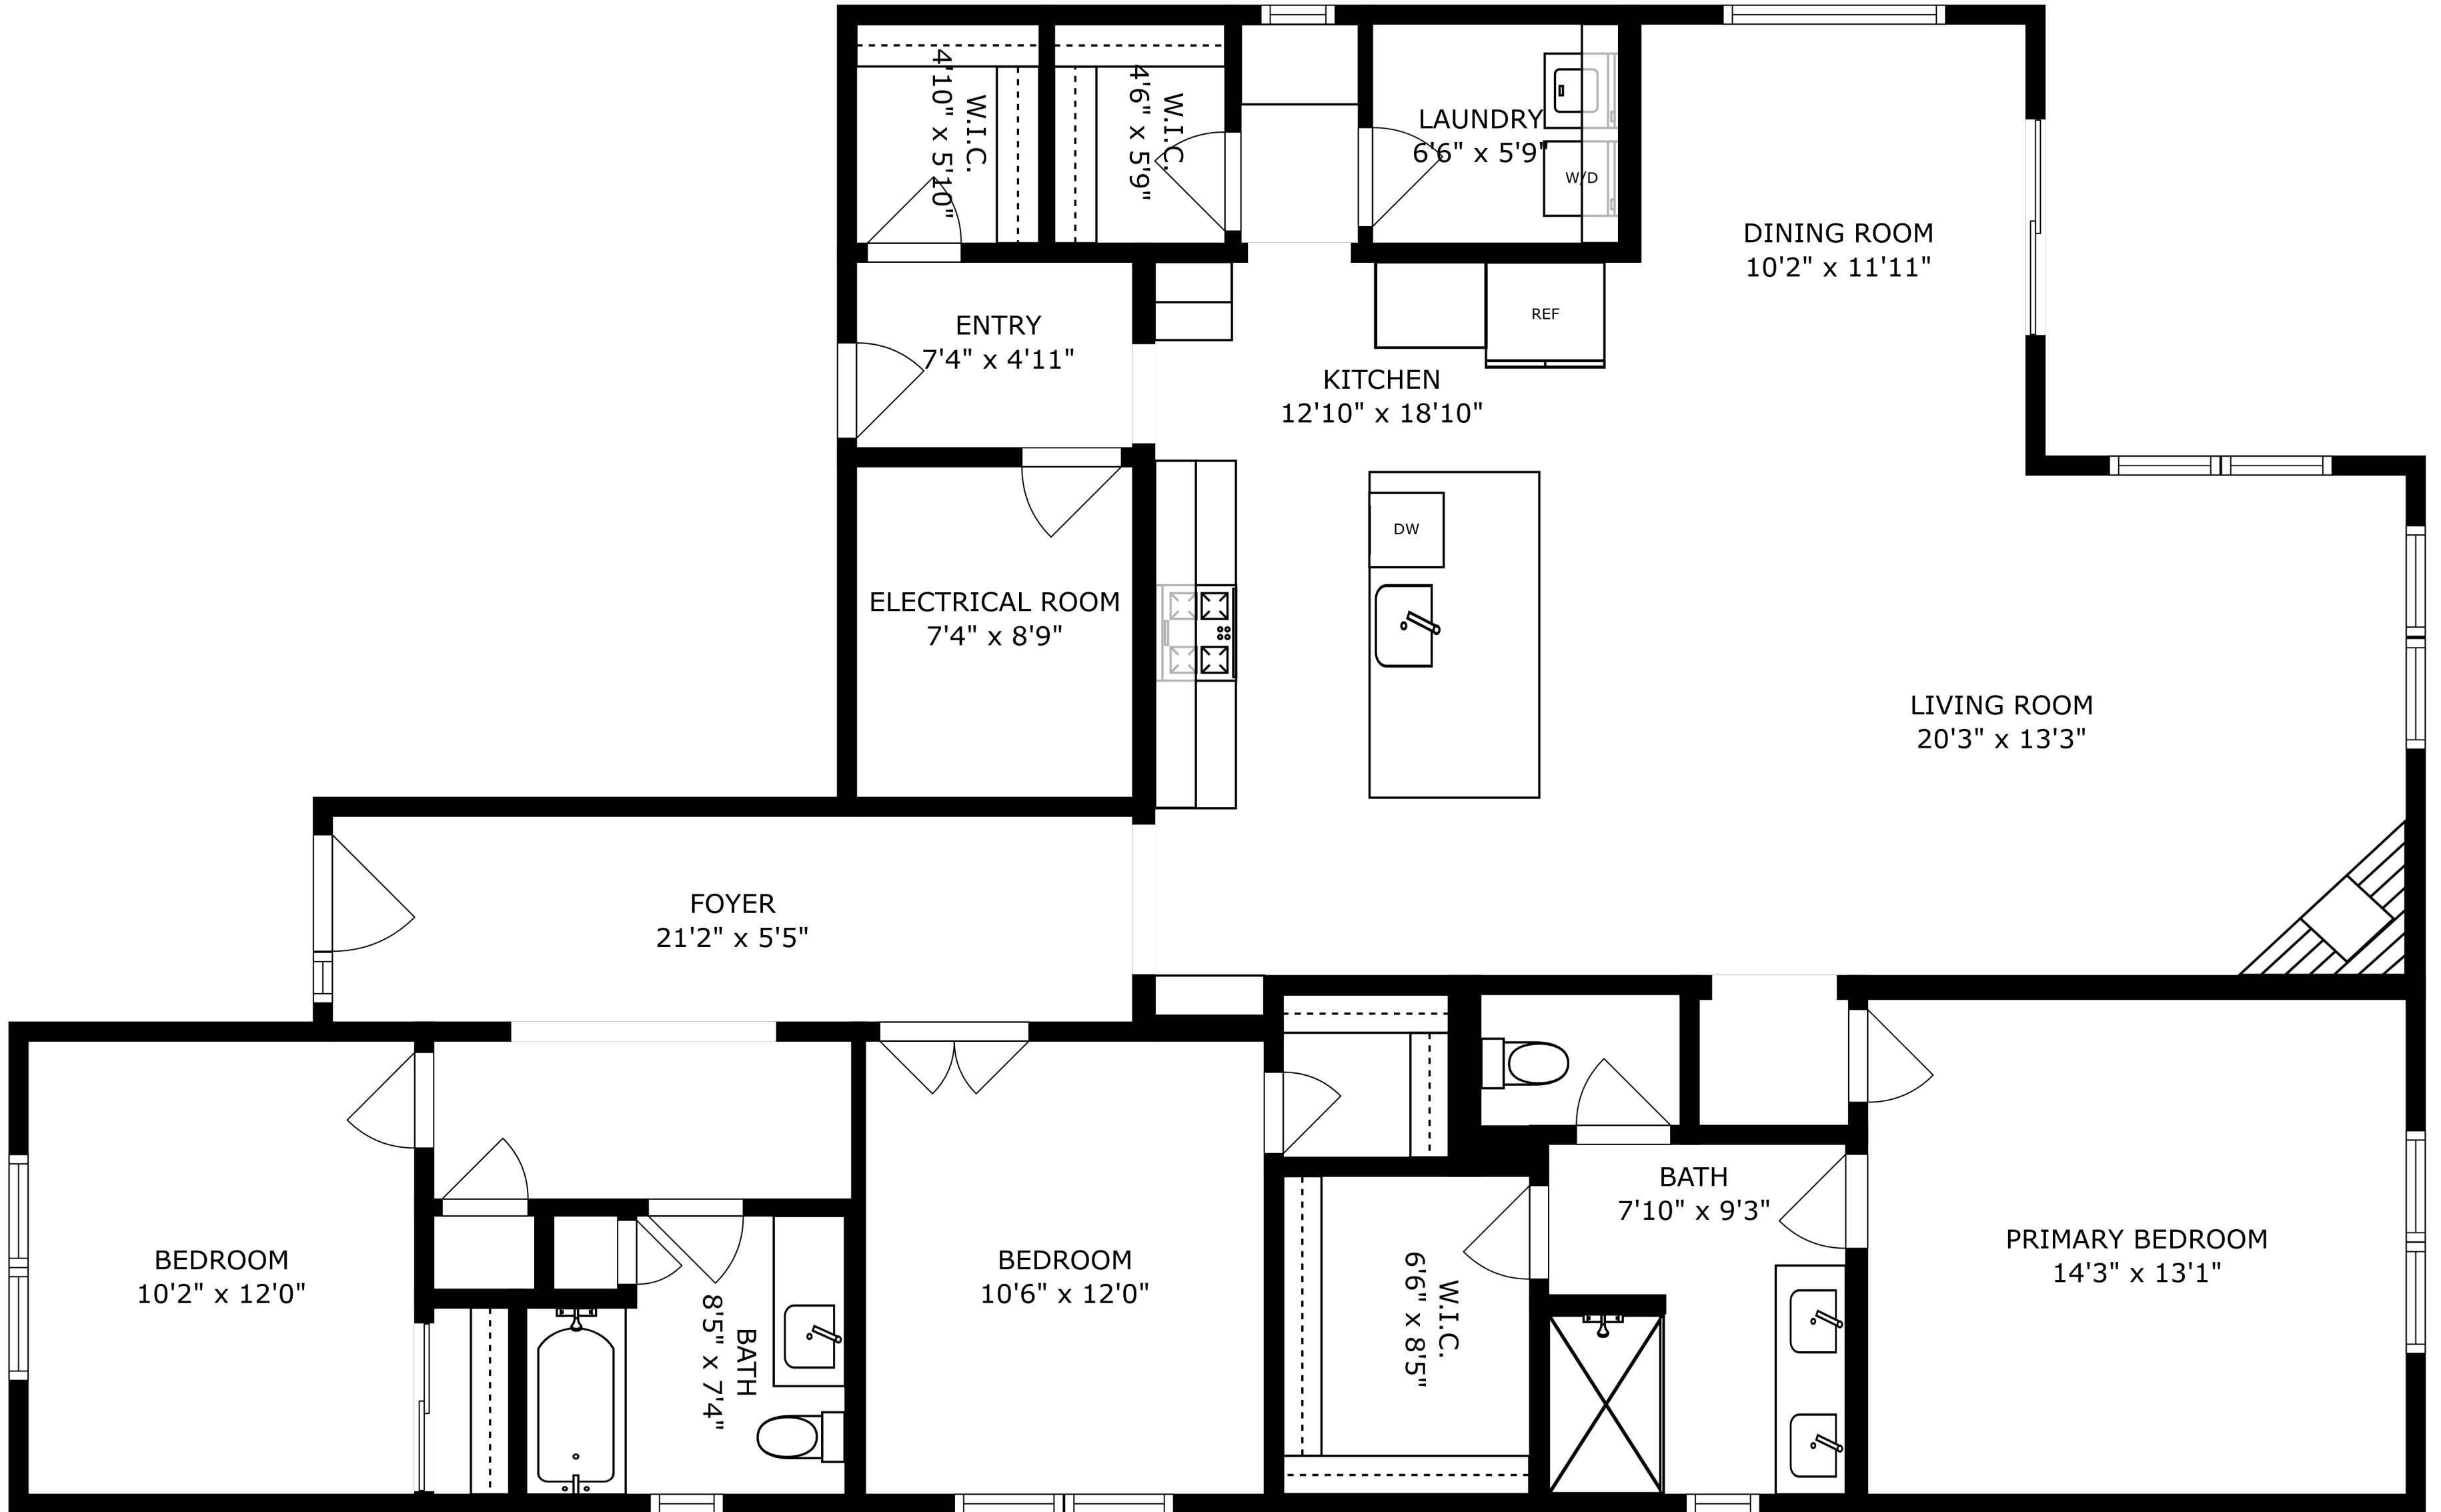 W.I.C.
4'10" x 5'10"
W.I.C.
4'6" x 5'9"
LAUNDRY
6'6" x 5'9"
W/D
DINING ROOM
10'2" x 11'11"
ENTRY
7'4" x 4'11"
REF
KITCHEN
12'10" x 18'10"
DW
ELECTRICAL ROOM
7'4" x 8'9"
LIVING ROOM
20'3" x 13'3"
FOYER
21'2" x 5'5"
BATH
7'10" x 9'3"
BEDROOM
10'2" x 12'0"
BATH
8'5" x 7'4"
BEDROOM
10'6" x 12'0"
W.I.C.
6'6" x 8'5"
PRIMARY BEDROOM
14'3" x 13'1"